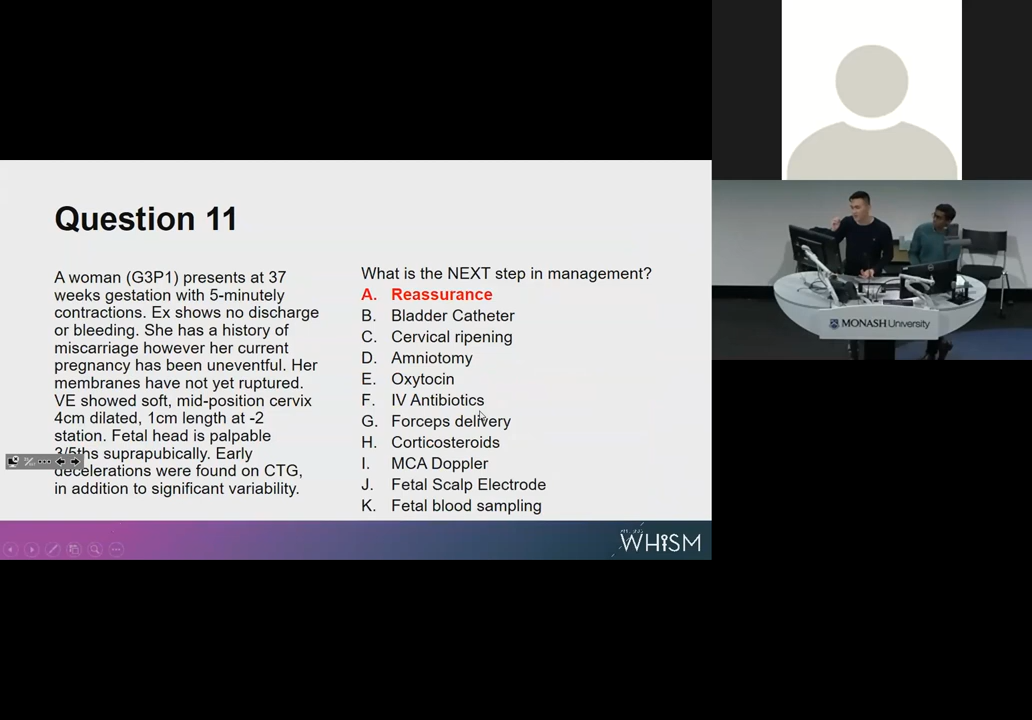 Question 11
A woman (G3P1) presents at 37
weeks gestation with 5-minutely
contractions. Ex shows no discharge
or bleeding. She has a history of
miscarriage however her current
pregnancy has been uneventful. Her
membranes have not yet ruptured.
VE showed soft, mid-position cervix
4cm dilated, 1cm length at -2
station. Fetal head is palpable
3/5ths suprapubically. Early
decelerations were found on CTG,
in addition to significant variability.
What is the NEXT step in management?
A. Reassurance
B. Bladder Catheter
C. Cervical ripening
D. Amniotomy
E. Oxytocin
F. IV Antibiotics
G. Forceps delivery
H. Corticosteroids
I. MCA Doppler
J. Fetal Scalp Electrode
K. Fetal blood sampling
WHiSM
MONASH University